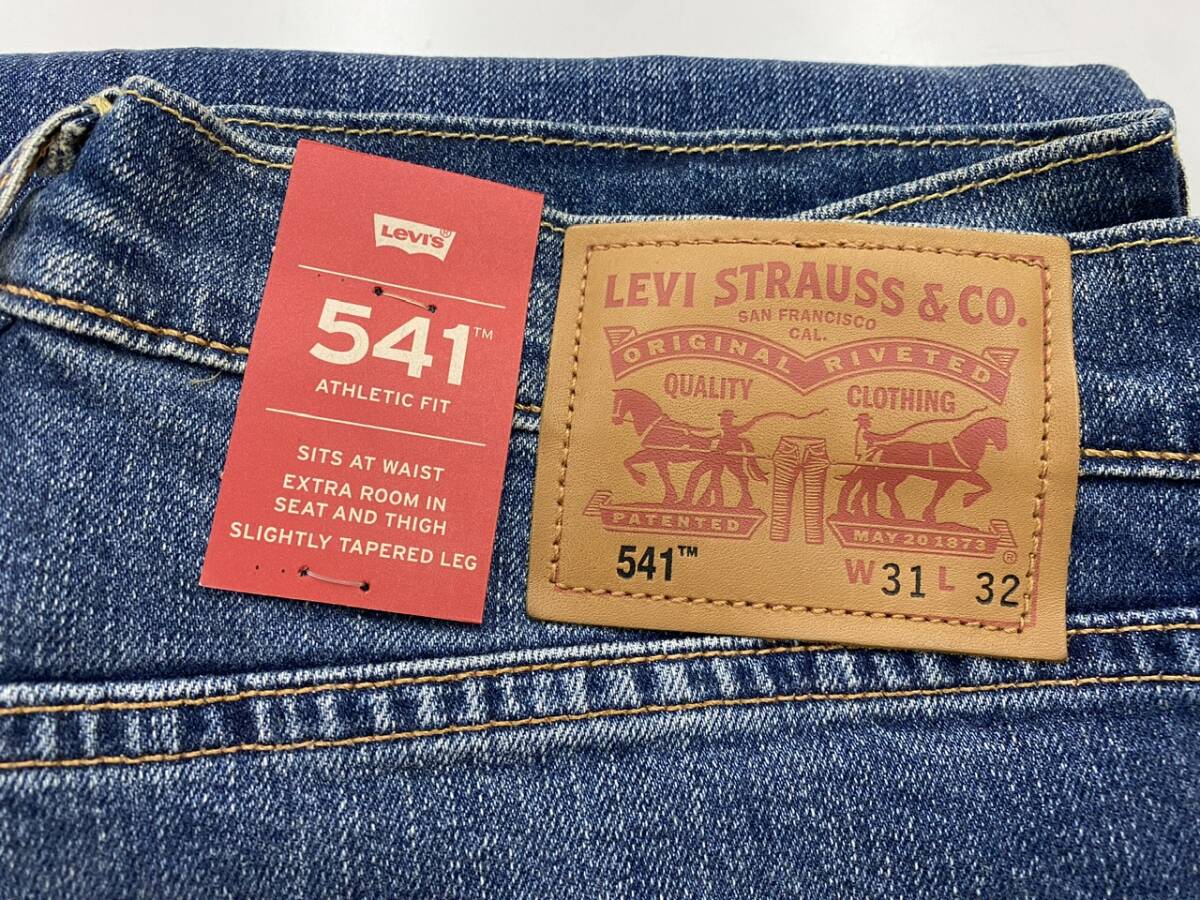 Levi's®
541™
ATHLETIC FIT
SITS AT WAIST
EXTRA ROOM IN
SEAT AND THIGH
SLIGHTLY TAPERED LEG
LEVI STRAUSS & CO.
SAN FRANCISCO
CAL.
ORIGINAL RIVETED
QUALITY CLOTHING
PATENTED MAY 20 1873 ®
541™ W 31 L 32